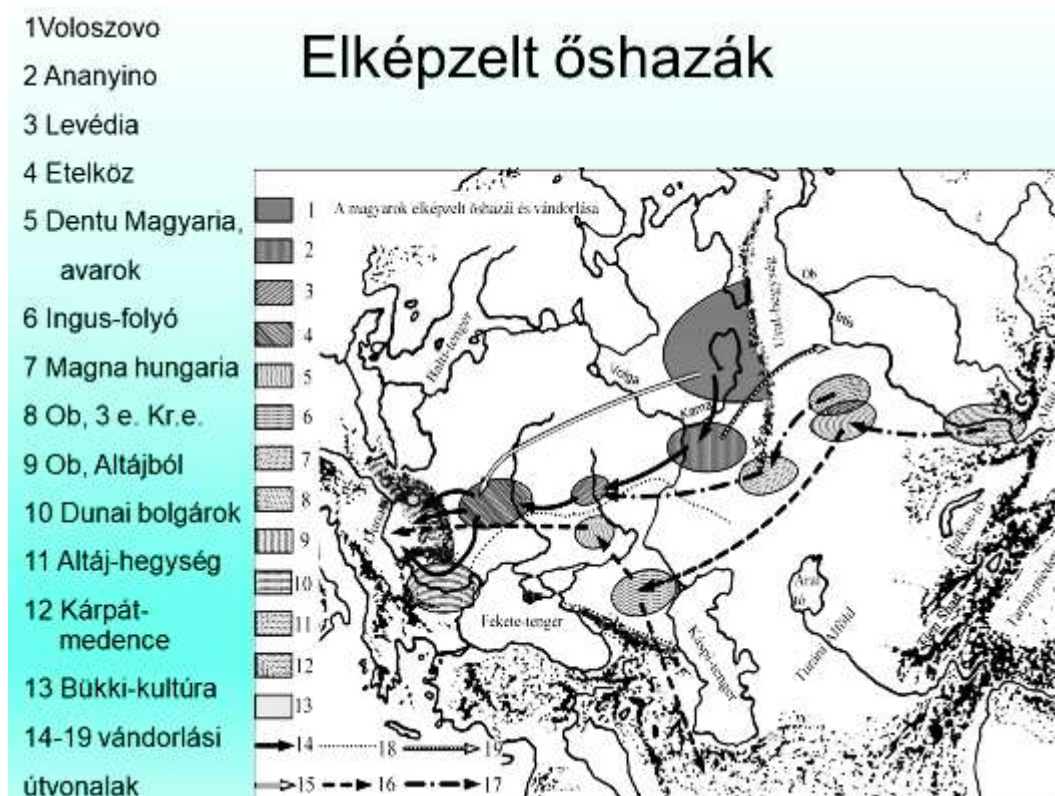 Elképzelt őshazák
1Voloszovo
2 Ananyino
3 Levédia
4 Etelköz
5 Dentu Magyaria,
avarok
6 Ingus-folyó
7 Magna hungaria
8 Ob, 3 e. Kr.e.
9 Ob, Altájból
10 Dunai bolgárok
11 Altáj-hegység
12 Kárpát-
medence
13 Bükki-kultúra
14-19 vándorlási
útvonalak
A magyarok elképzelt őshazái és vándorlása
1
2
3
4
5
6
7
8
9
10
11
12
13
14
18
19
15
16
17
Balti-tenger
Volga
Kama
Ural-hegység
Ob
Irtis
Fekete-tenger
Káspi-tenger
Aral
tó
Turáni Alföld